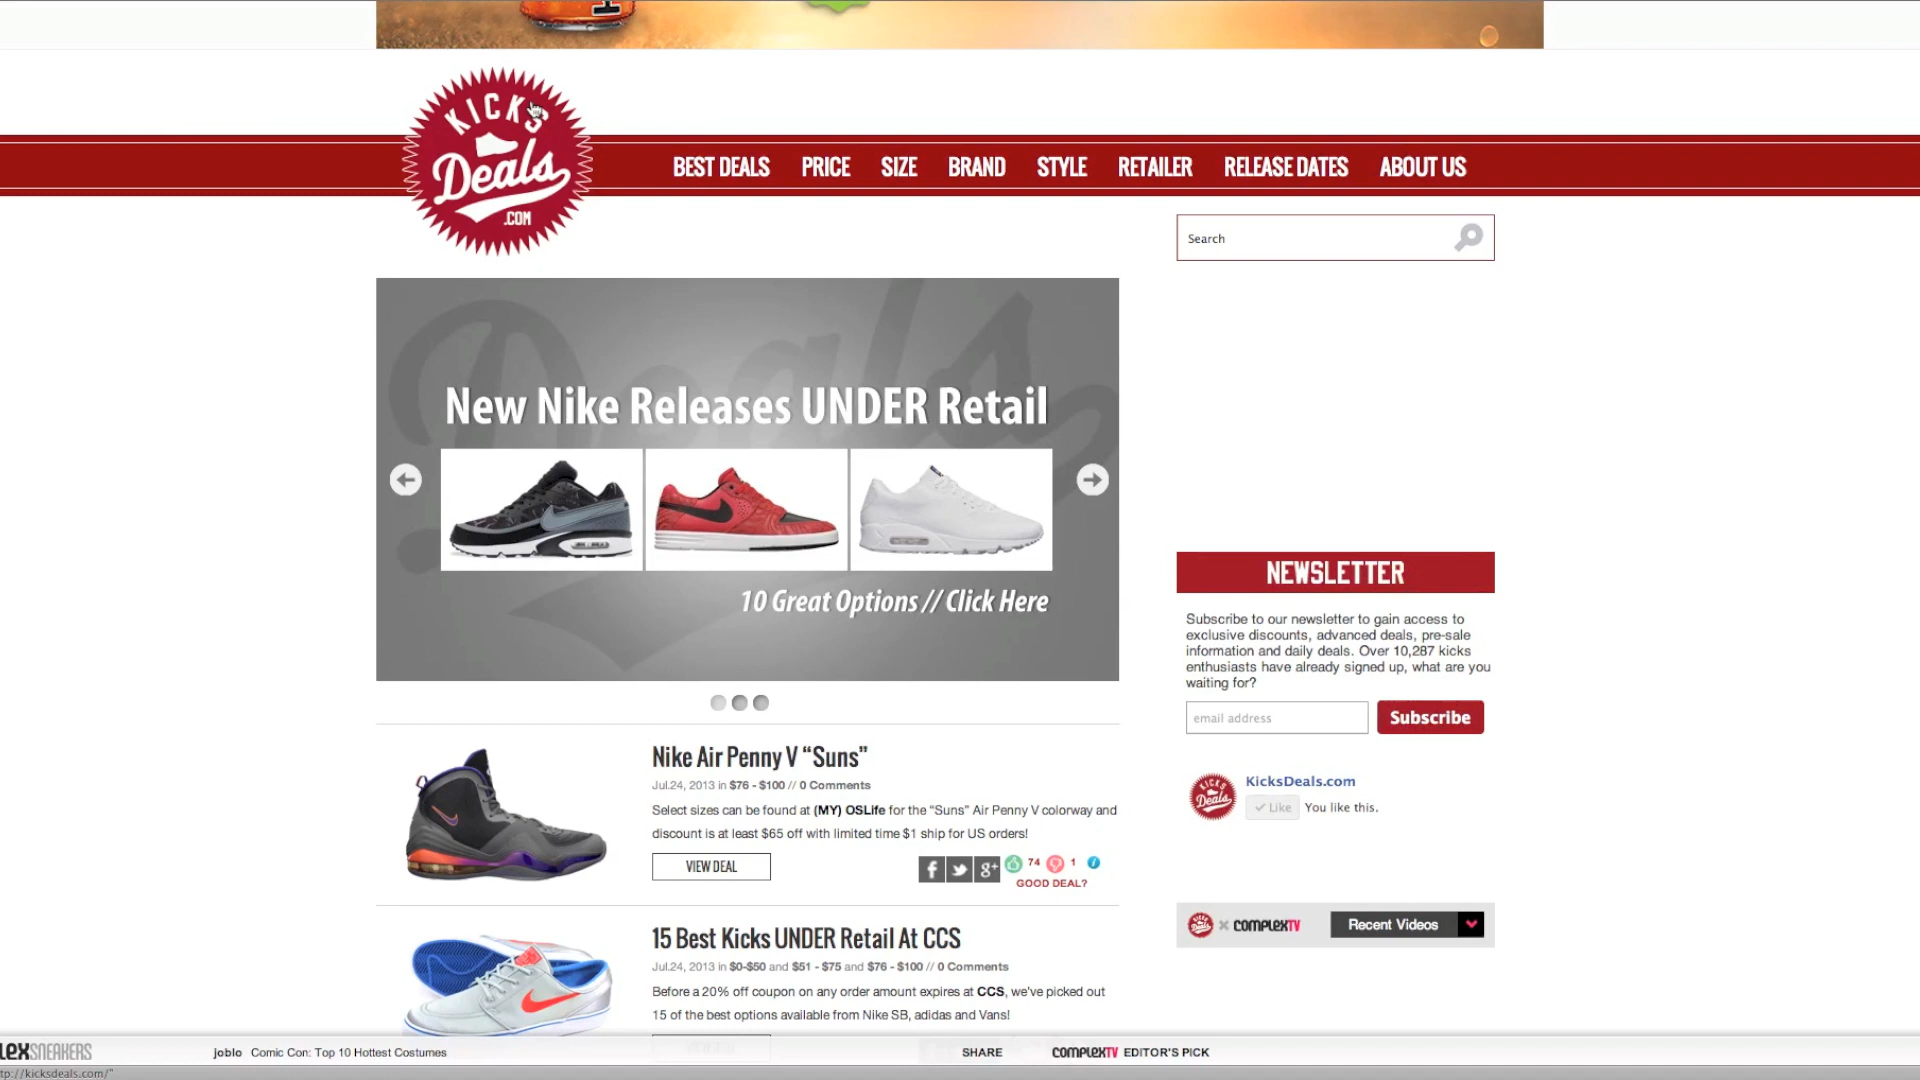 KICKS
Deals
.COM
BEST DEALS PRICE SIZE BRAND STYLE RETAILER RELEASE DATES ABOUT US
Search
New Nike Releases UNDER Retail
10 Great Options // Click Here
NEWSLETTER
Subscribe to our newsletter to gain access to
exclusive discounts, advanced deals, pre-sale
information and daily deals. Over 10,287 kicks
enthusiasts have already signed up, what are you
waiting for?
email address Subscribe
KicksDeals.com
Like You like this.
Nike Air Penny V “Suns”
Jul.24, 2013 in $76 - $100 // 0 Comments
Select sizes can be found at (MY) OSLife for the “Suns” Air Penny V colorway and
discount is at least $65 off with limited time $1 ship for US orders!
VIEW DEAL
74 1
GOOD DEAL?
COMPLEXTV Recent Videos
15 Best Kicks UNDER Retail At CCS
Jul.24, 2013 in $0-$50 and $51 - $75 and $76 - $100 // 0 Comments
Before a 20% off coupon on any order amount expires at CCS, we've picked out
15 of the best options available from Nike SB, adidas and Vans!
LEXSNEAKERS joblo Comic Con: Top 10 Hottest Costumes SHARE COMPLEXTV EDITOR'S PICK
tp://kicksdeals.com/"